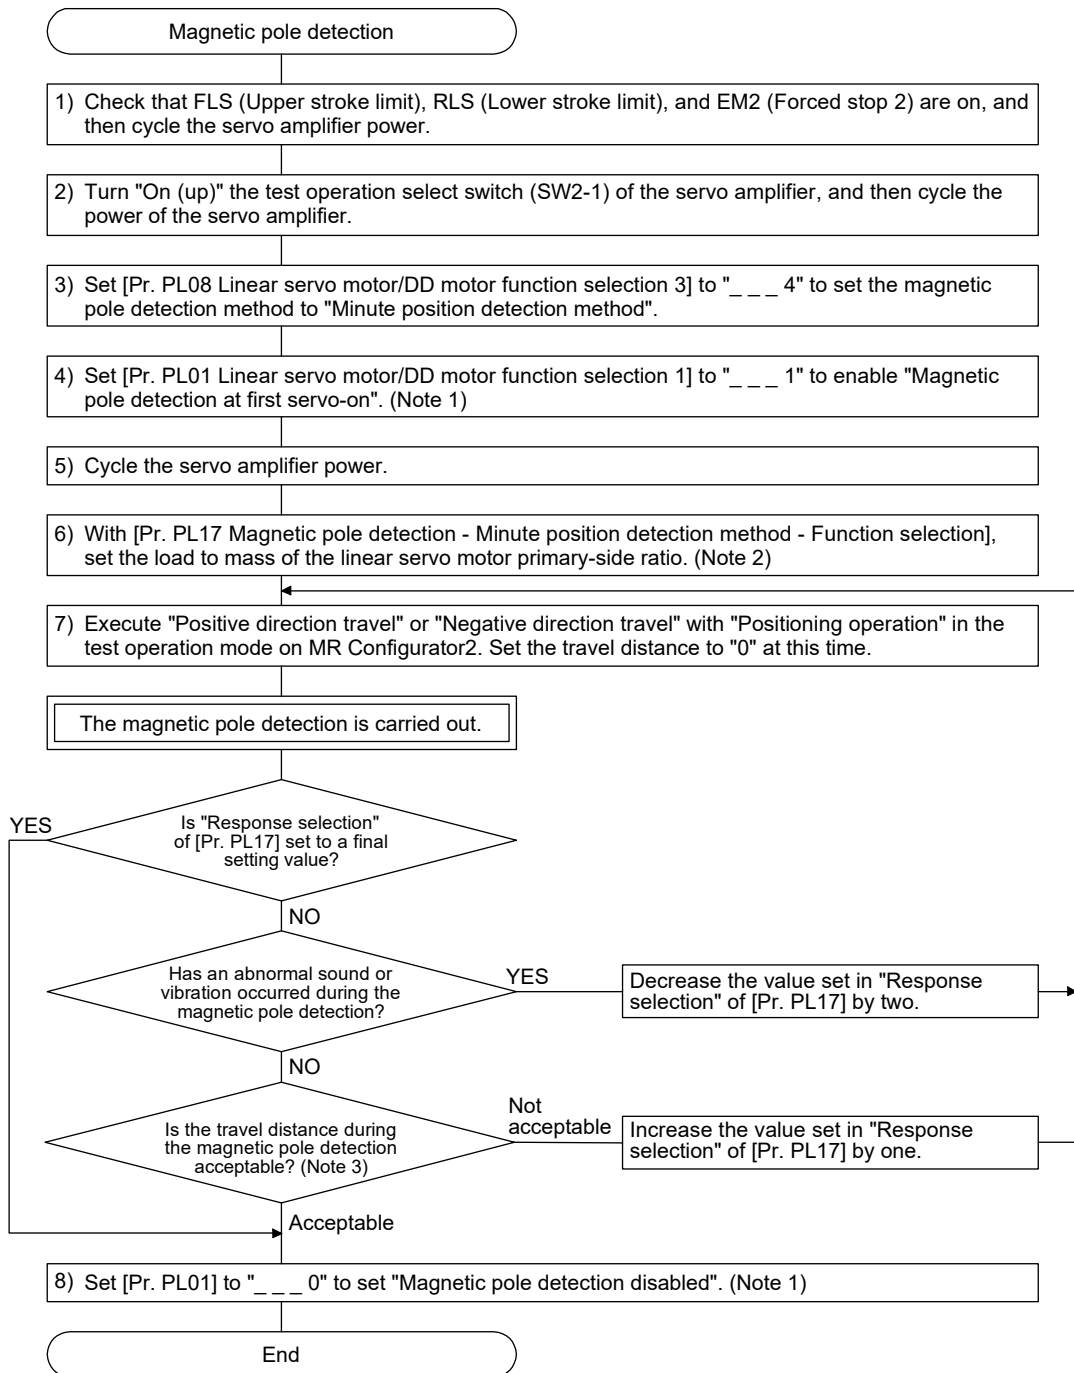 Magnetic pole detection
1) Check that FLS (Upper stroke limit), RLS (Lower stroke limit), and EM2 (Forced stop 2) are on, and
then cycle the servo amplifier power.
2) Turn "On (up)" the test operation select switch (SW2-1) of the servo amplifier, and then cycle the
power of the servo amplifier.
3) Set [Pr. PL08 Linear servo motor/DD motor function selection 3] to "_ _ _ 4" to set the magnetic
pole detection method to "Minute position detection method".
4) Set [Pr. PL01 Linear servo motor/DD motor function selection 1] to "_ _ _ 1" to enable "Magnetic
pole detection at first servo-on". (Note 1)
5) Cycle the servo amplifier power.
6) With [Pr. PL17 Magnetic pole detection - Minute position detection method - Function selection],
set the load to mass of the linear servo motor primary-side ratio. (Note 2)
7) Execute "Positive direction travel" or "Negative direction travel" with "Positioning operation" in the
test operation mode on MR Configurator2. Set the travel distance to "0" at this time.
The magnetic pole detection is carried out.
YES
Is "Response selection"
of [Pr. PL17] set to a final
setting value?
NO
Has an abnormal sound or
vibration occurred during the
magnetic pole detection?
YES
Decrease the value set in "Response
selection" of [Pr. PL17] by two.
NO
Is the travel distance during
the magnetic pole detection
acceptable? (Note 3)
Not
acceptable
Increase the value set in "Response
selection" of [Pr. PL17] by one.
Acceptable
8) Set [Pr. PL01] to "_ _ _ 0" to set "Magnetic pole detection disabled". (Note 1)
End